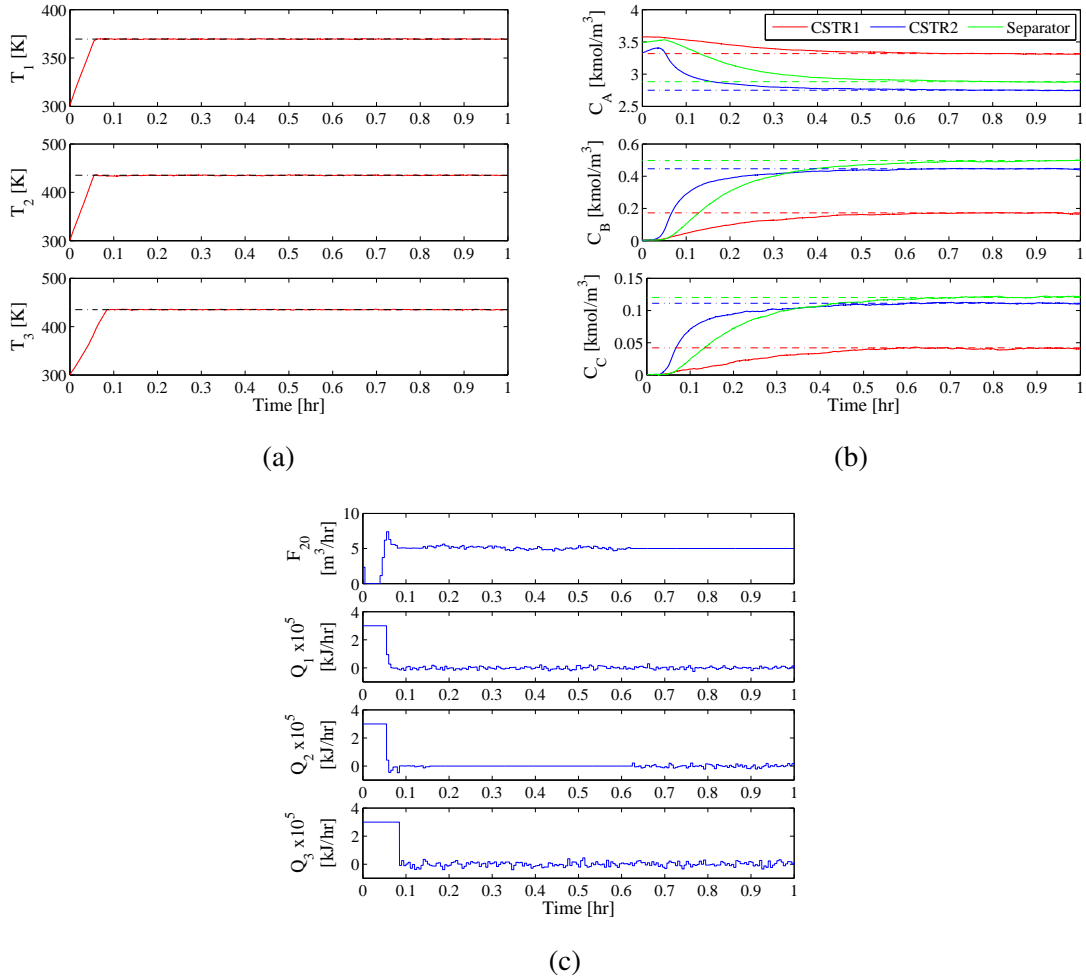 400
350
300
T1 [K]
0 0.1 0.2 0.3 0.4 0.5 0.6 0.7 0.8 0.9 1
500
400
300
T2 [K]
0 0.1 0.2 0.3 0.4 0.5 0.6 0.7 0.8 0.9 1
500
400
300
T3 [K]
0 0.1 0.2 0.3 0.4 0.5 0.6 0.7 0.8 0.9 1
Time [hr]
(a)
CSTR1 CSTR2 Separator
4
3.5
3
2.5
CA [kmol/m3]
0 0.1 0.2 0.3 0.4 0.5 0.6 0.7 0.8 0.9 1
0.6
0.4
0.2
0
CB [kmol/m3]
0 0.1 0.2 0.3 0.4 0.5 0.6 0.7 0.8 0.9 1
0.15
0.1
0.05
0
CC [kmol/m3]
0 0.1 0.2 0.3 0.4 0.5 0.6 0.7 0.8 0.9 1
Time [hr]
(b)
10
5
0
F20
[m3/hr]
0 0.1 0.2 0.3 0.4 0.5 0.6 0.7 0.8 0.9 1
4
2
0
Q1 x105
[kJ/hr]
0 0.1 0.2 0.3 0.4 0.5 0.6 0.7 0.8 0.9 1
4
2
0
Q2 x105
[kJ/hr]
0 0.1 0.2 0.3 0.4 0.5 0.6 0.7 0.8 0.9 1
4
2
0
Q3 x105
[kJ/hr]
0 0.1 0.2 0.3 0.4 0.5 0.6 0.7 0.8 0.9 1
Time [hr]
(c)